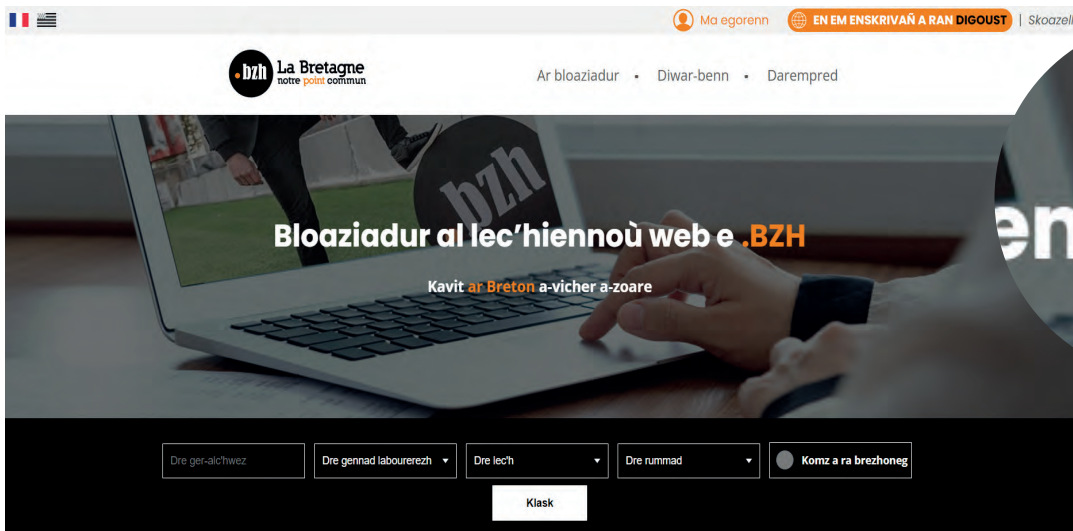 Ma egorenn
EN EM ENSKRIVAÑ A RAN DIGOUST | Skoazell
.bzh La Bretagne
notre point commun
Ar bloaziadur • Diwar-benn • Darempred
bzh
Bloaziadur al lec'hiennoù web e .BZH
Kavit ar Breton a-vicher a-zoare
en
Dre ger-alc'hwez
Dre gennad labourerezh
Dre lec'h
Dre rummad
Komz a ra brezhoneg
Klask